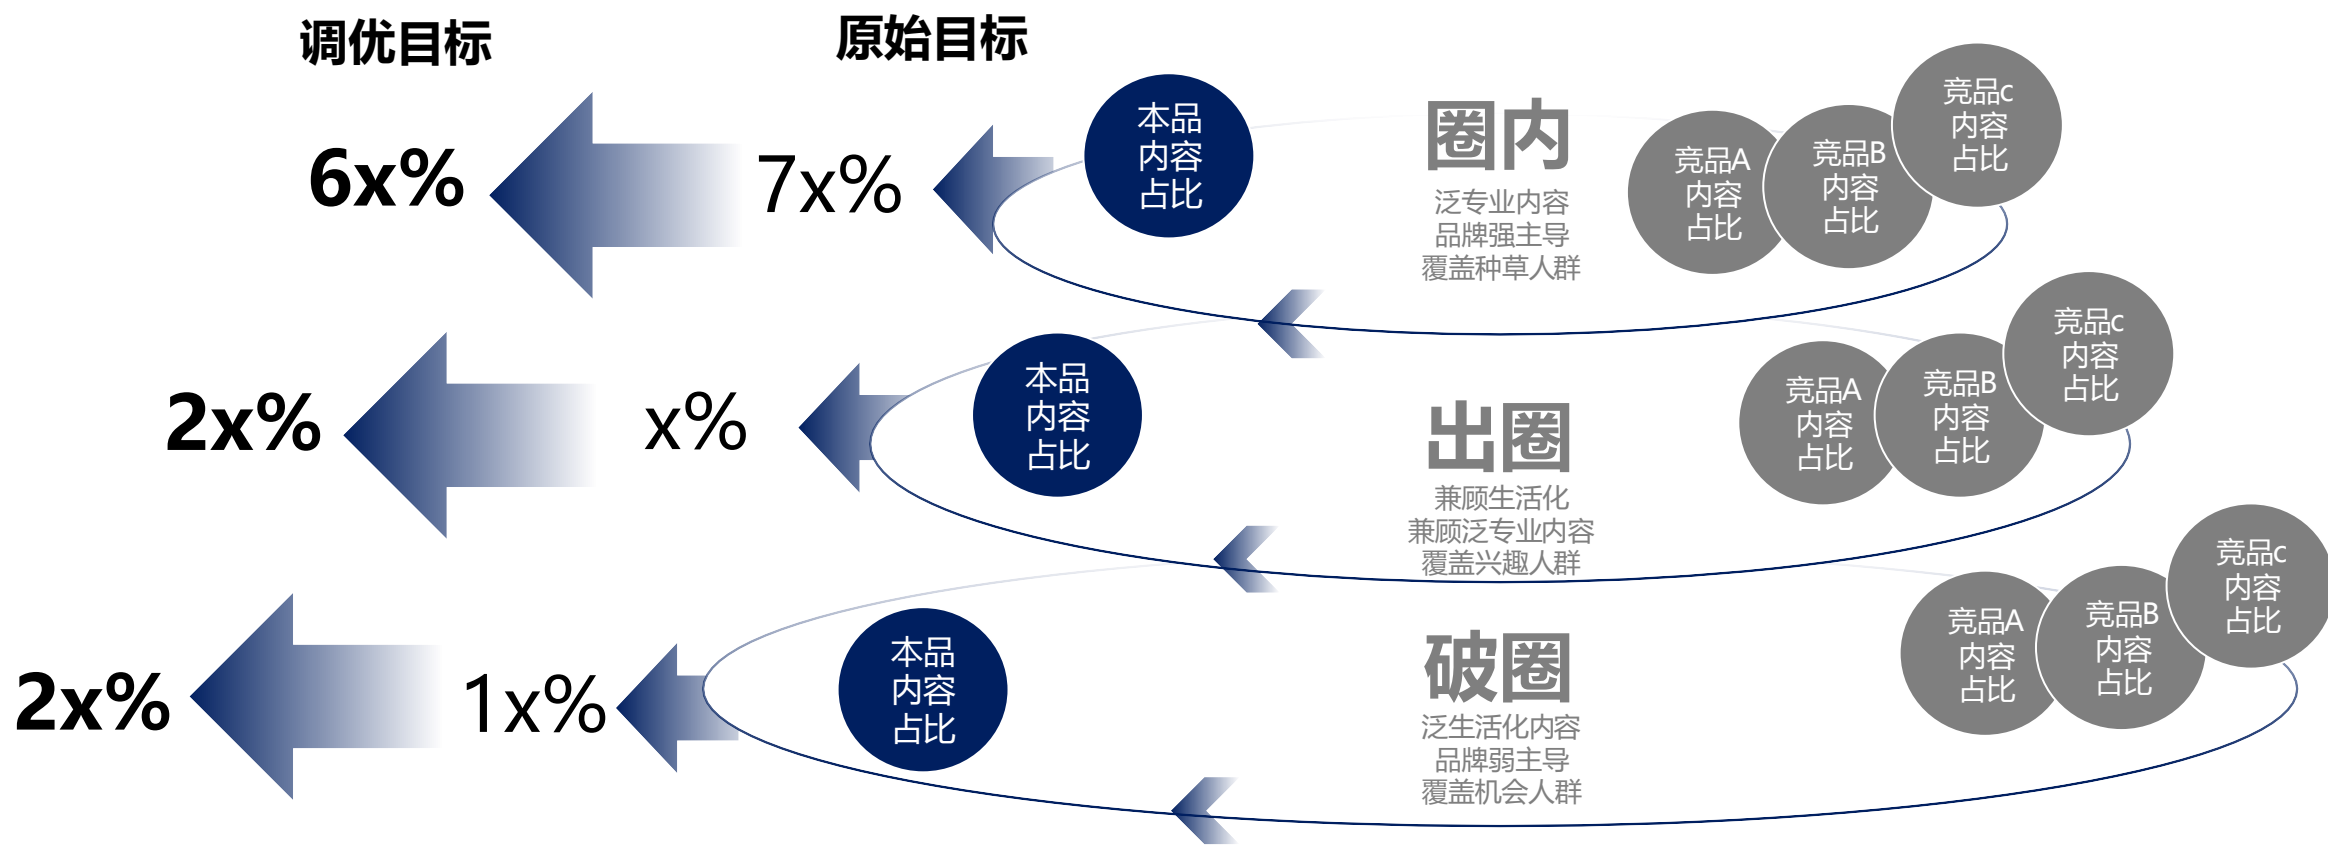 调优目标
原始目标
6x%
7x%
本品
内容
占比
圈内
泛专业内容
品牌强主导
覆盖种草人群
竞品A
内容
占比
竞品B
内容
占比
竞品c
内容
占比
2x%
x%
本品
内容
占比
出圈
兼顾生活化
兼顾泛专业内容
覆盖兴趣人群
竞品A
内容
占比
竞品B
内容
占比
竞品c
内容
占比
2x%
1x%
本品
内容
占比
破圈
泛生活化内容
品牌弱主导
覆盖机会人群
竞品A
内容
占比
竞品B
内容
占比
竞品c
内容
占比